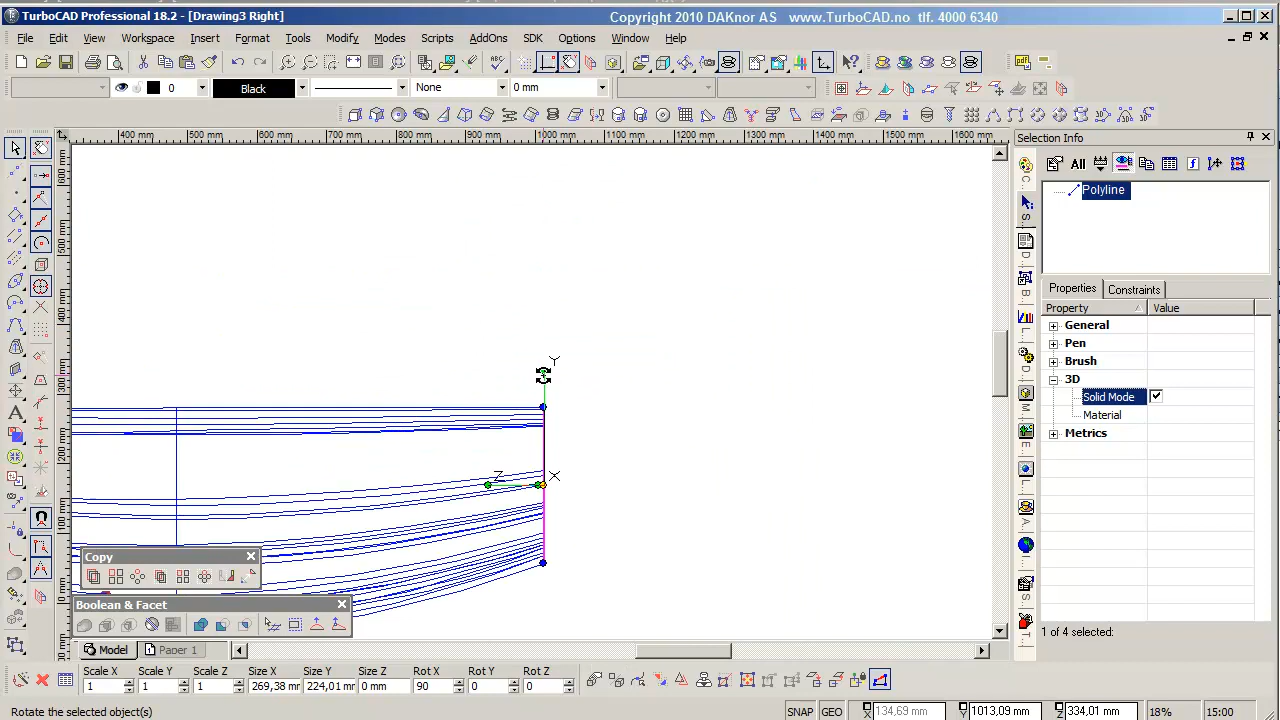 TurboCAD Professional 18.2 - [Drawing3 Right]
Copyright 2010 DAKnor AS www.TurboCAD.no tlf. 4000 6340
File Edit View Workspace Insert Format Tools Modify Modes Scripts AddOns SDK Options Window Help
0 Black None 0 mm
400 mm 500 mm 600 mm 700 mm 800 mm 900 mm 1000 mm 1100 mm 1200 mm 1300 mm 1400 mm 1500 mm 1600 mm
Selection Info
All
Polyline
Properties Constraints
Property Value
General
Pen
Brush
3D
Solid Mode
Material
Metrics
1 of 4 selected:
Y
Z X
Copy
Boolean & Facet
Model Paper 1
Scale X Scale Y Scale Z Size X Size Y Size Z Rot X Rot Y Rot Z
1 1 1 269,38 mm 224,01 mm 0 mm 90 0 0
Rotate the selected object(s)
SNAP GEO X 134,69 mm Y 1013,09 mm Z 334,01 mm 18% 15:00